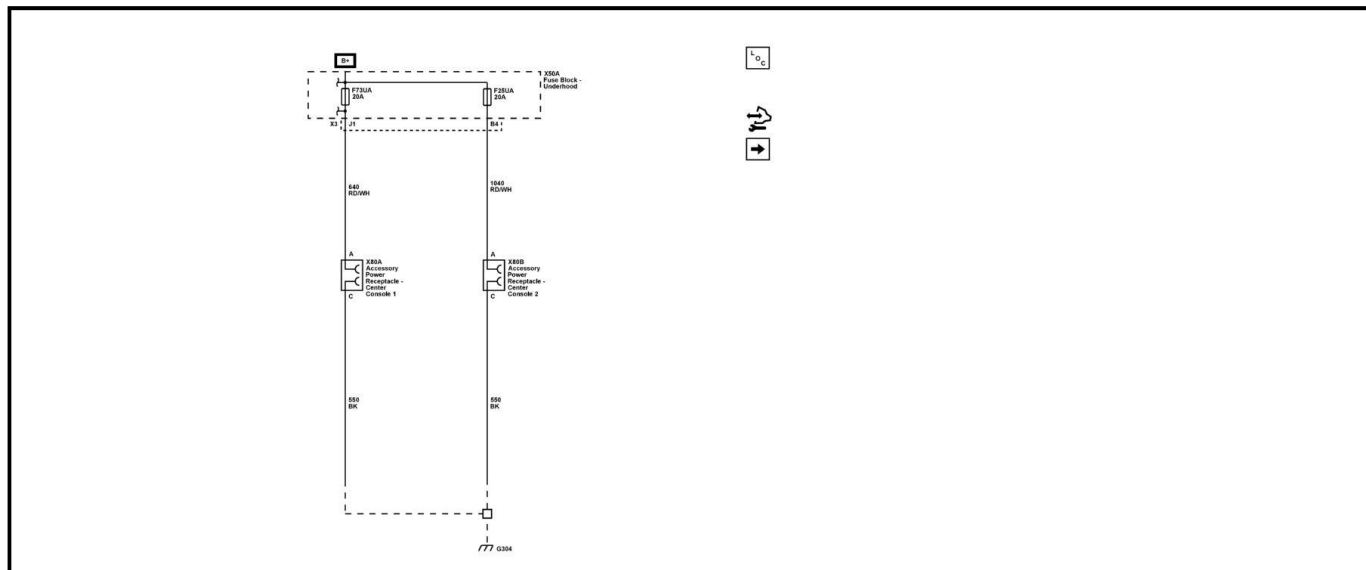 B+
X50A
Fuse Block -
Underhood
F73UA
20A
F25UA
20A
X3
J1
B4
640
RD/WH
1040
RD/WH
A
X80A
Accessory
Power
Receptacle -
Center
Console 1
C
A
X80B
Accessory
Power
Receptacle -
Center
Console 2
C
550
BK
550
BK
G304
L
O
C